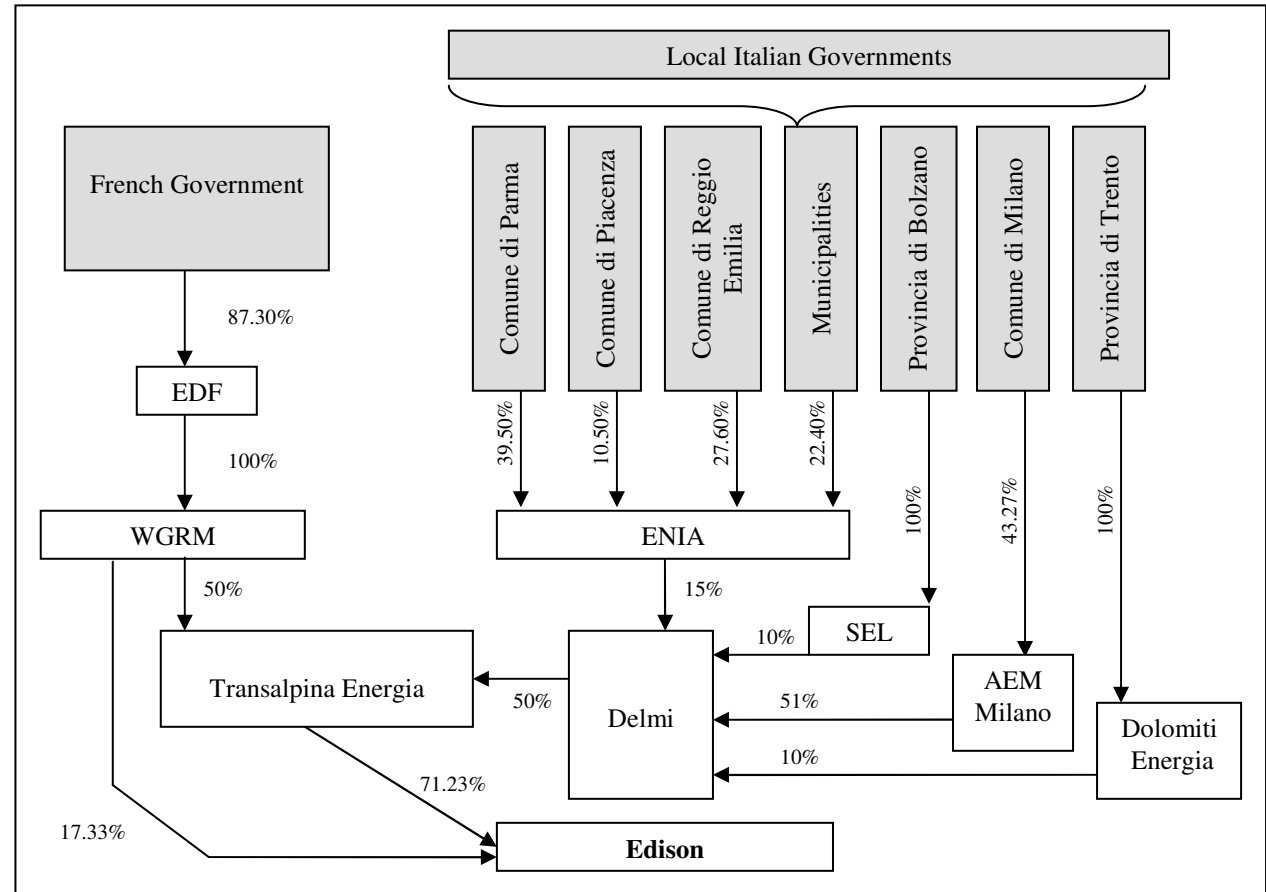 Local Italian Governments
French Government
Comune di Parma
Comune di Piacenza
Comune di Reggio
Emilia
Municipalities
Provincia di Bolzano
Comune di Milano
Provincia di Trento
87.30%
EDF
39.50%
10.50%
27.60%
22.40%
100%
100%
43.27%
100%
WGRM
ENIA
50%
15%
SEL
10%
Transalpina Energia
50%
Delmi
51%
AEM
Milano
Dolomiti
Energia
10%
71.23%
17.33%
Edison